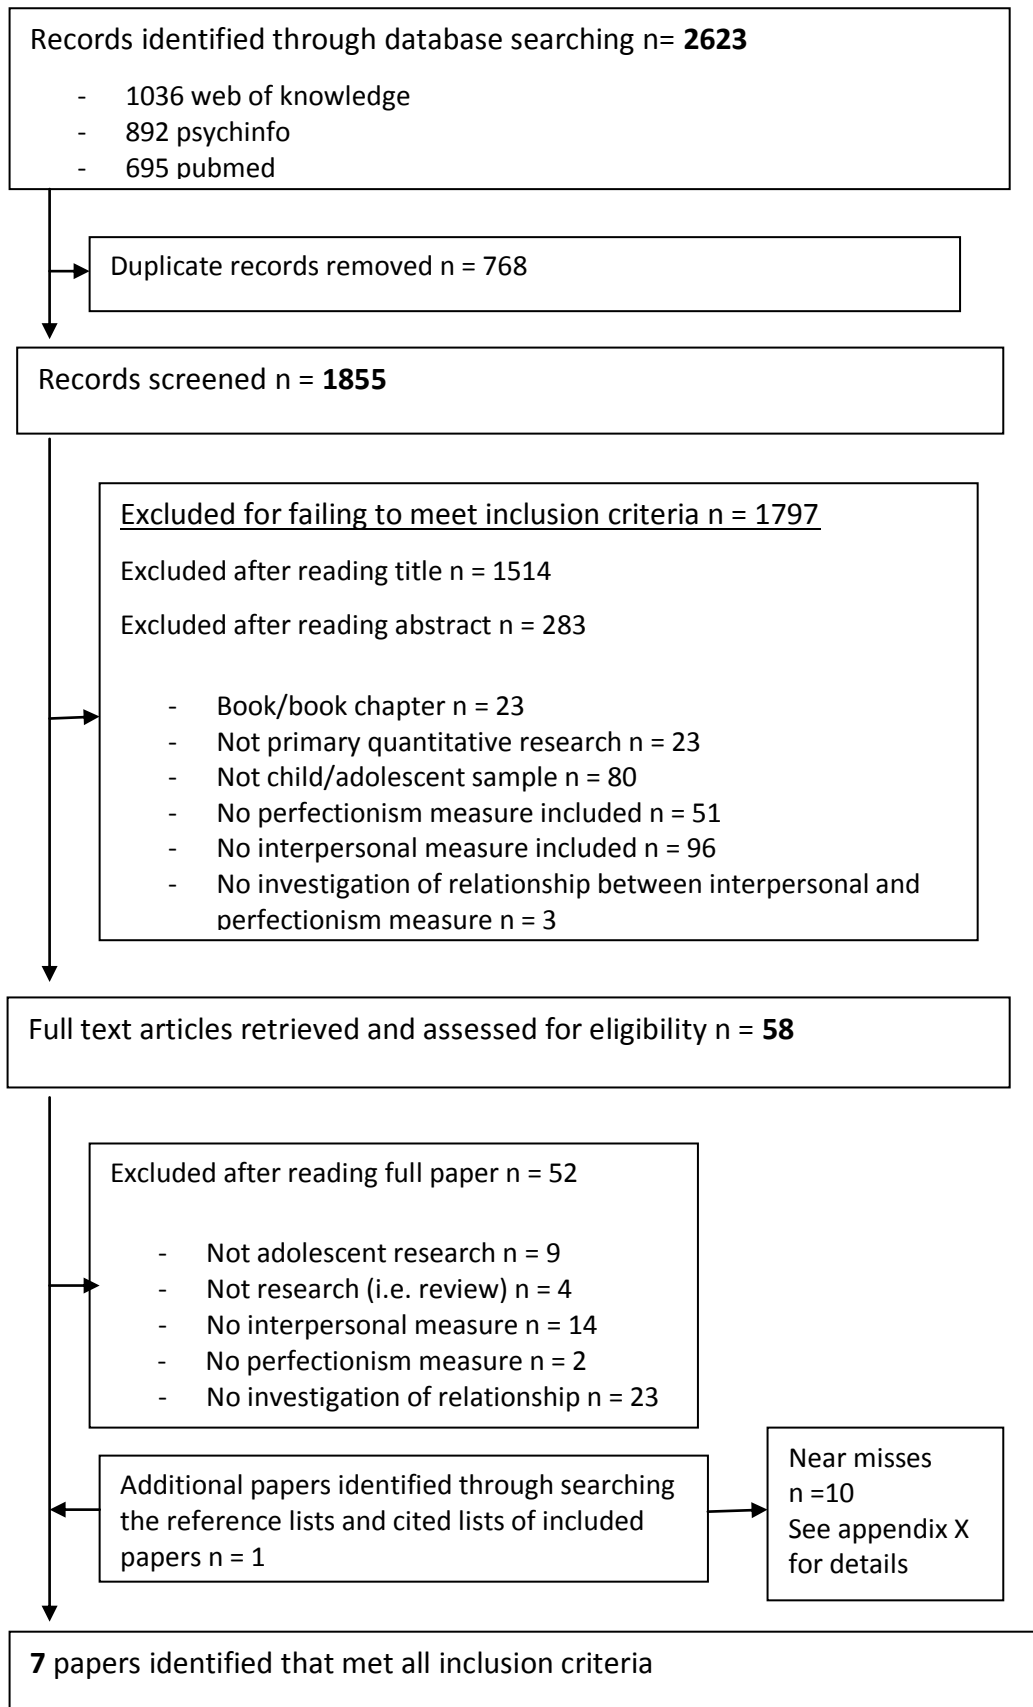 Records identified through database searching n= 2623
- 1036 web of knowledge
- 892 psychinfo
- 695 pubmed
Duplicate records removed n = 768
Records screened n = 1855
Excluded for failing to meet inclusion criteria n = 1797
Excluded after reading title n = 1514
Excluded after reading abstract n = 283
- Book/book chapter n = 23
- Not primary quantitative research n = 23
- Not child/adolescent sample n = 80
- No perfectionism measure included n = 51
- No interpersonal measure included n = 96
- No investigation of relationship between interpersonal and
perfectionism measure n = 3
Full text articles retrieved and assessed for eligibility n = 58
Excluded after reading full paper n = 52
- Not adolescent research n = 9
- Not research (i.e. review) n = 4
- No interpersonal measure n = 14
- No perfectionism measure n = 2
- No investigation of relationship n = 23
Additional papers identified through searching
the reference lists and cited lists of included
papers n = 1
Near misses
n =10
See appendix X
for details
7 papers identified that met all inclusion criteria